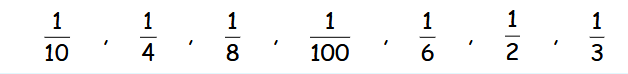 1/10 , 1/4 , 1/8 , 1/100 , 1/6 , 1/2 , 1/3